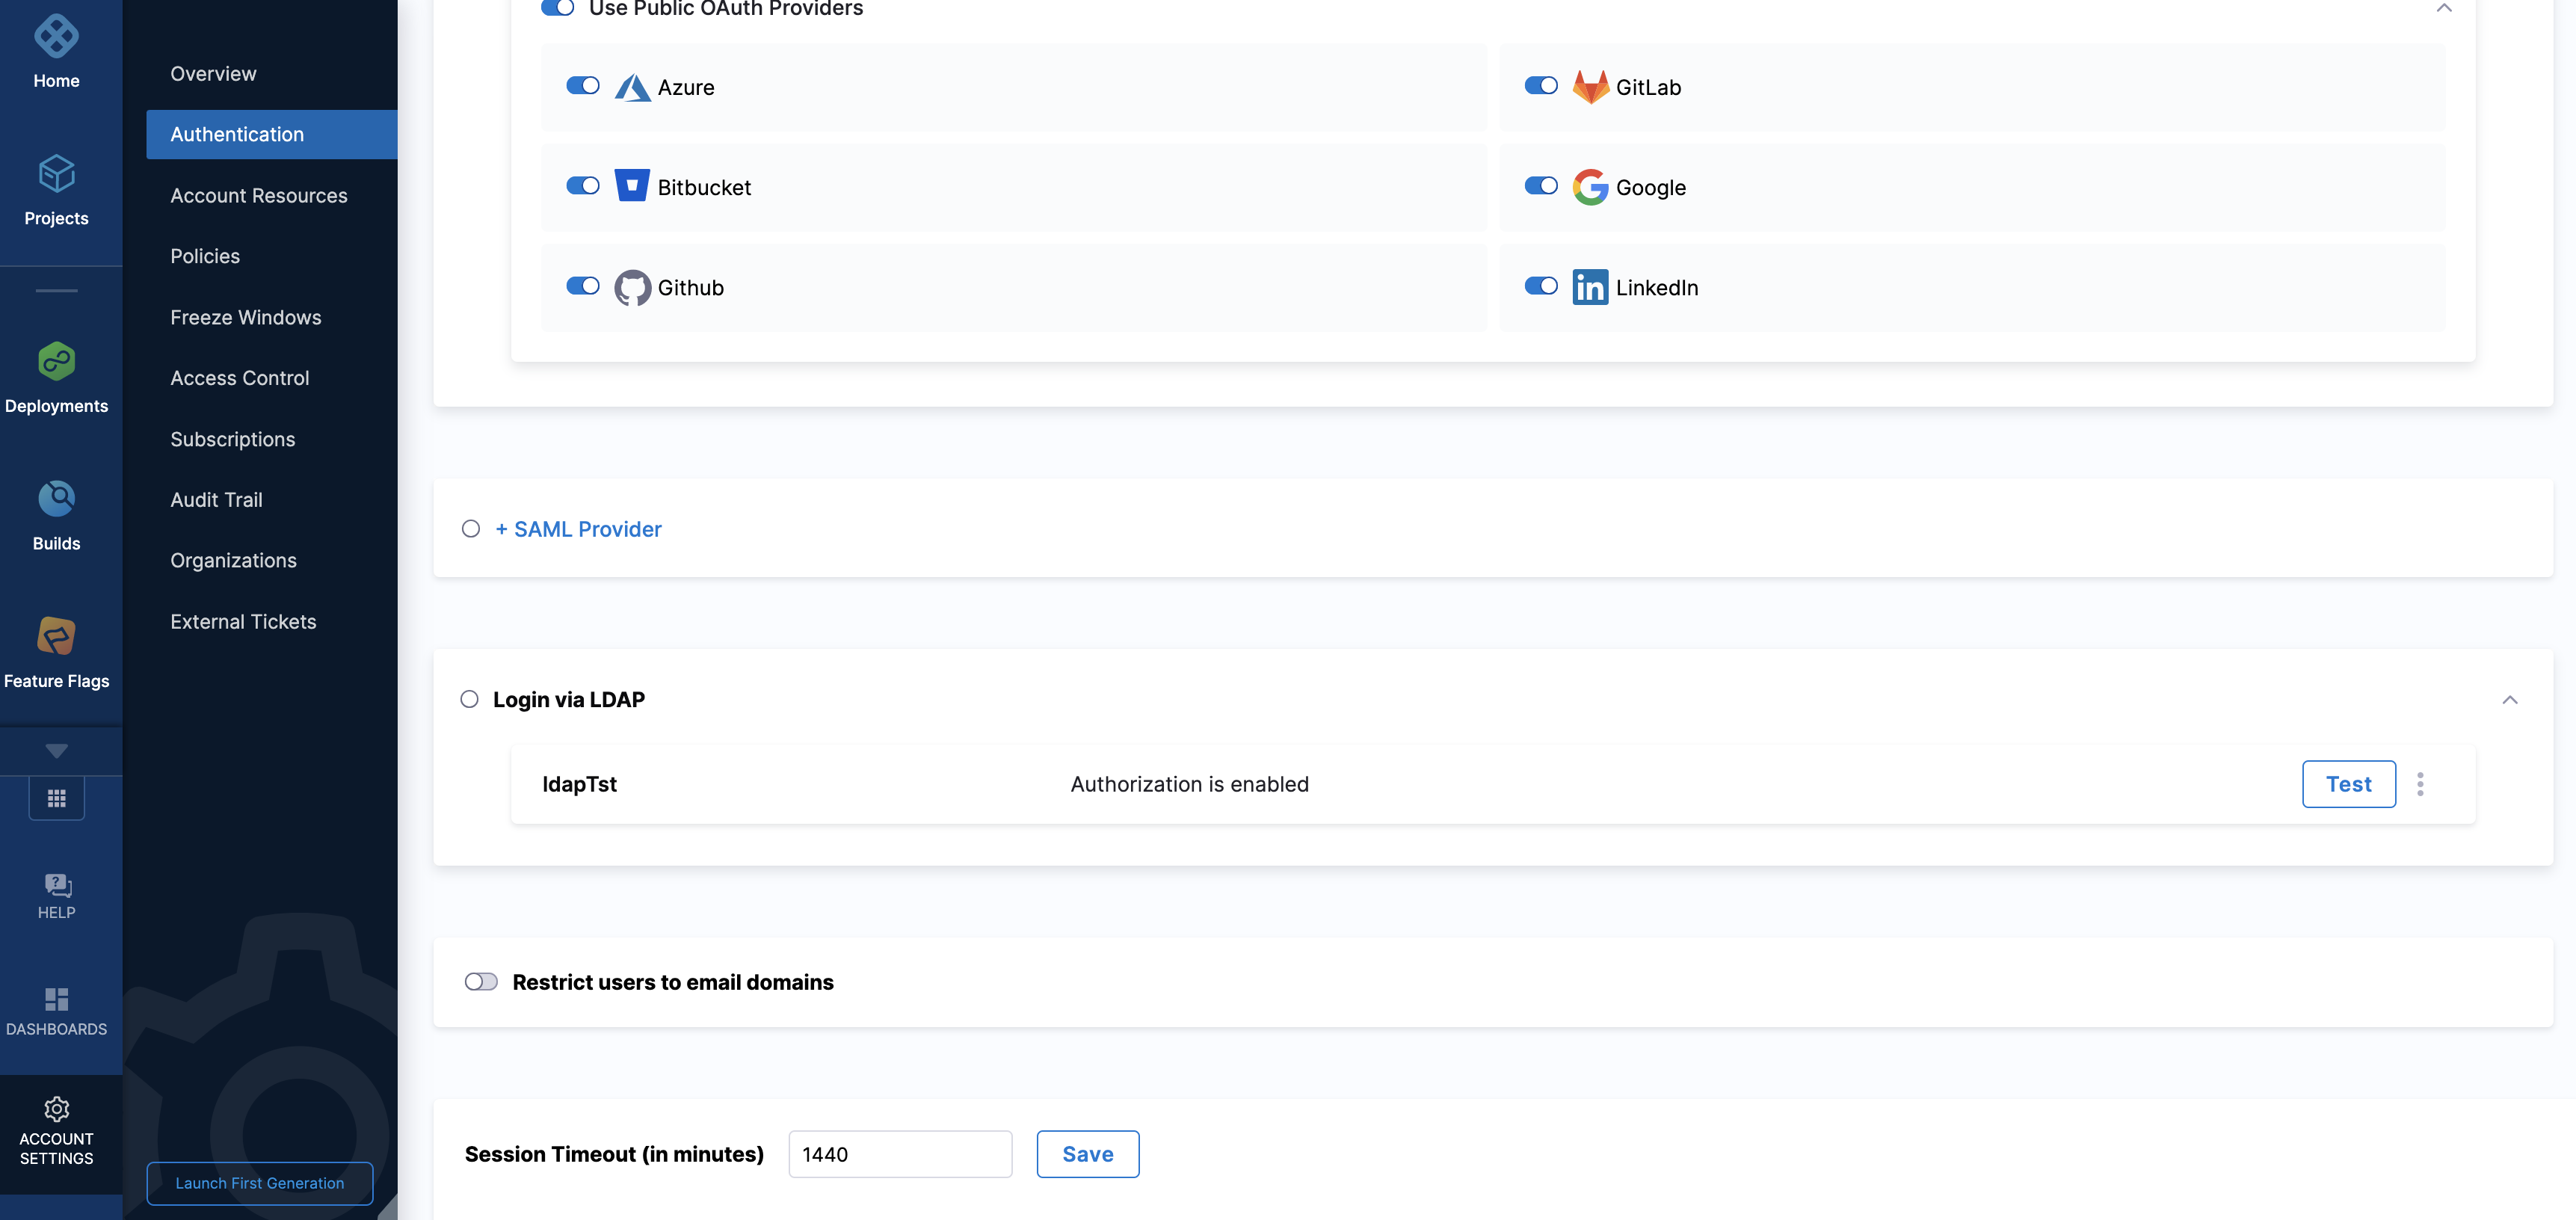 Home
Projects
Deployments
Builds
Feature Flags
HELP
DASHBOARDS
ACCOUNT
SETTINGS
Overview
Authentication
Account Resources
Policies
Freeze Windows
Access Control
Subscriptions
Audit Trail
Organizations
External Tickets
Launch First Generation
Use Public OAuth Providers
Azure
GitLab
Bitbucket
Google
Github
LinkedIn
+ SAML Provider
Login via LDAP
ldapTst Authorization is enabled Test
Restrict users to email domains
Session Timeout (in minutes) 1440 Save